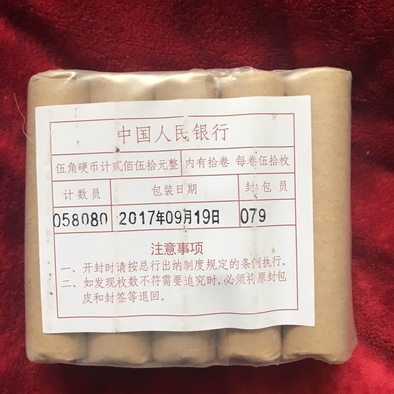 中国人民银行
伍角硬币计贰佰伍拾元整 内有拾卷 每卷伍拾枚
计数员 包装日期 封包员
058080 2017年09月19日 079
注意事项
一、开封时请按总行出纳制度规定的条例执行。
二、如发现枚数不符需要追究时，必须将原封包
皮和封签等退回。